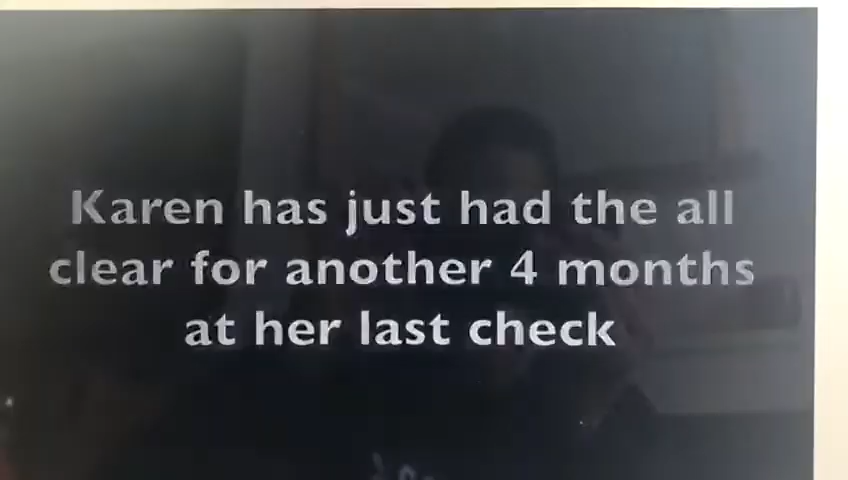 Karen has just had the all
clear for another 4 months
at her last check